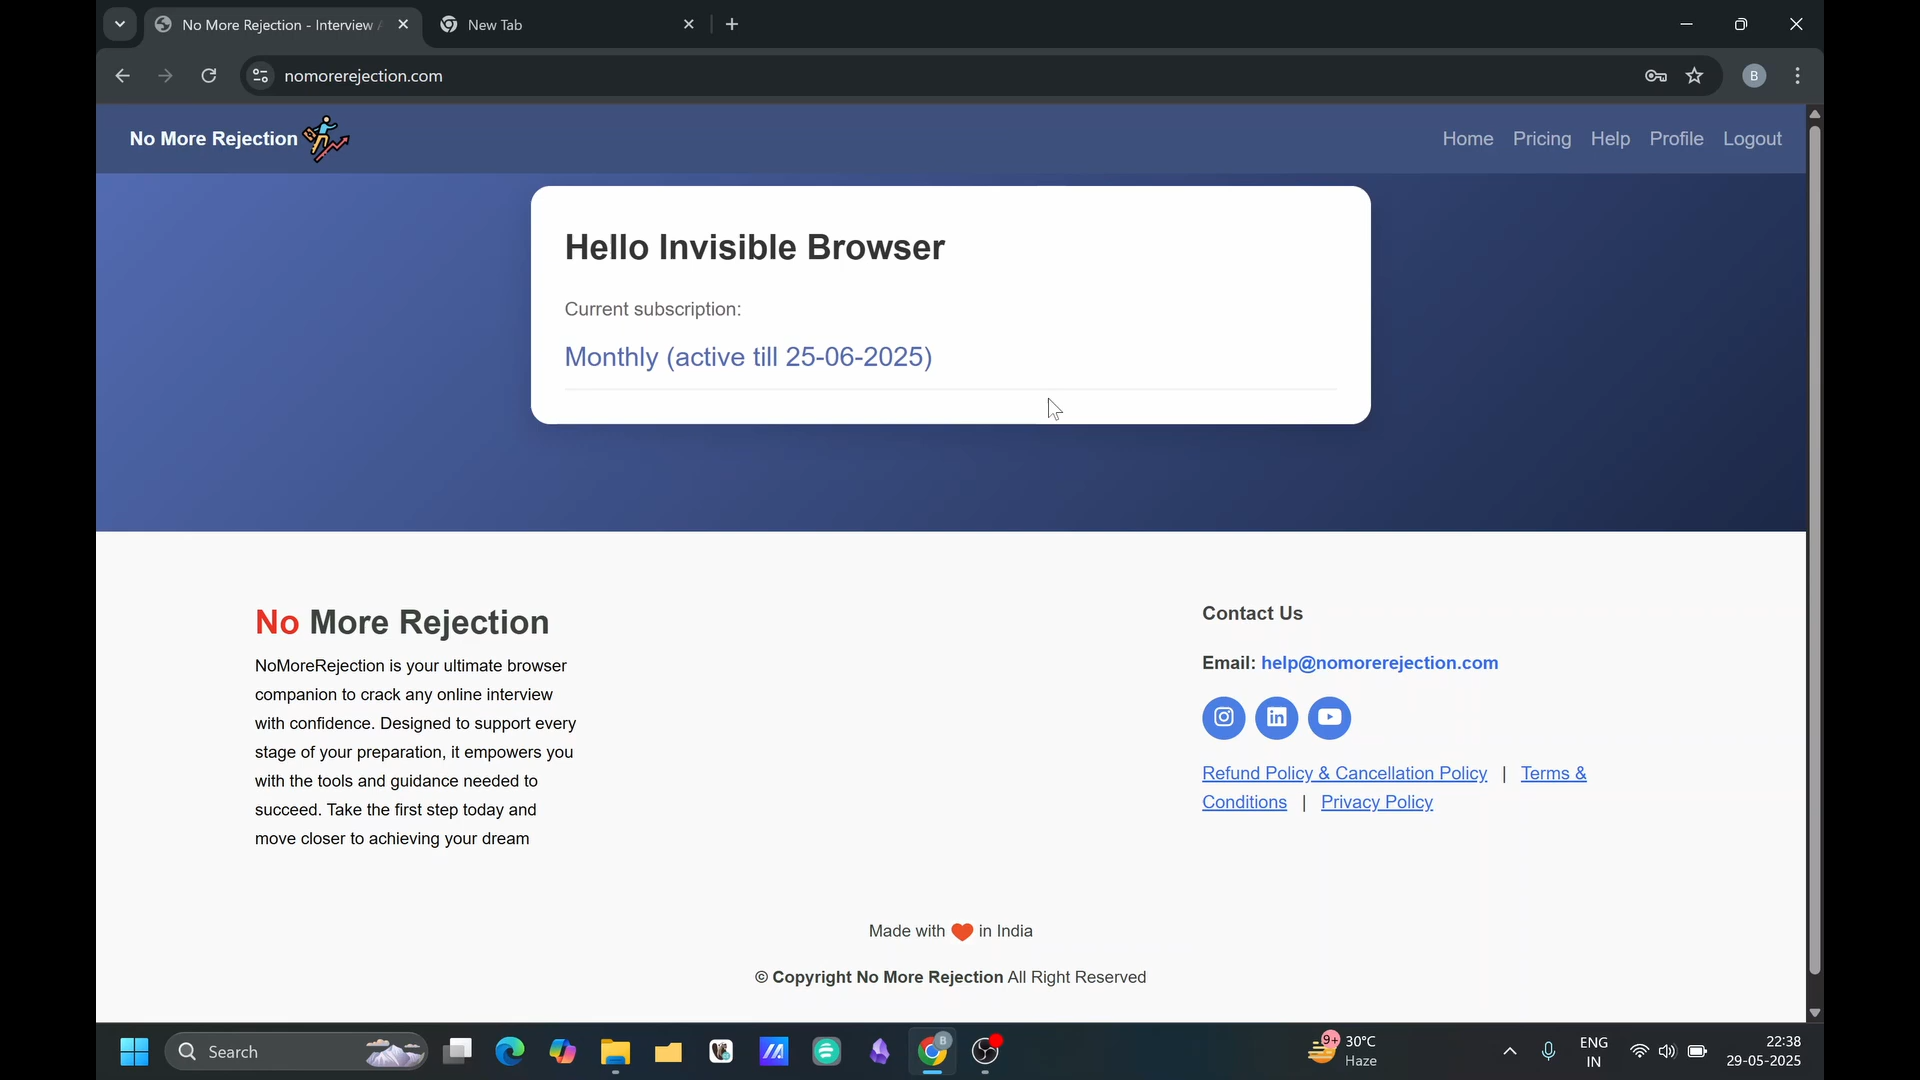 No More Rejection - Interview A
New Tab
nomorerejection.com
B
No More Rejection
Home Pricing Help Profile Logout
Hello Invisible Browser
Current subscription:
Monthly (active till 25-06-2025)
No More Rejection
NoMoreRejection is your ultimate browser
companion to crack any online interview
with confidence. Designed to support every
stage of your preparation, it empowers you
with the tools and guidance needed to
succeed. Take the first step today and
move closer to achieving your dream
Contact Us
Email: help@nomorerejection.com
Refund Policy & Cancellation Policy | Terms &
Conditions | Privacy Policy
Made with ❤ in India
© Copyright No More Rejection All Right Reserved
Search
B
9+
30°C
Haze
ENG
IN
22:38
29-05-2025